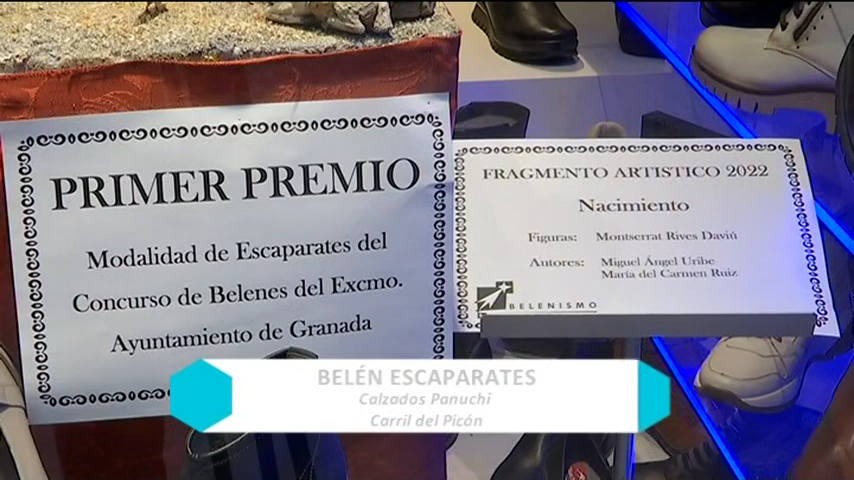 PRIMER PREMIO
Modalidad de Escaparates del
Concurso de Belenes del Excmo.
Ayuntamiento de Granada
FRAGMENTO ARTISTICO 2022
Nacimiento
Figuras: Montserrat Rives Daviú
Autores: Miguel Ángel Uribe
María del Carmen Ruiz
BELENISMO
BELÉN ESCAPARATES
Calzados Panuchi
Carril del Picón